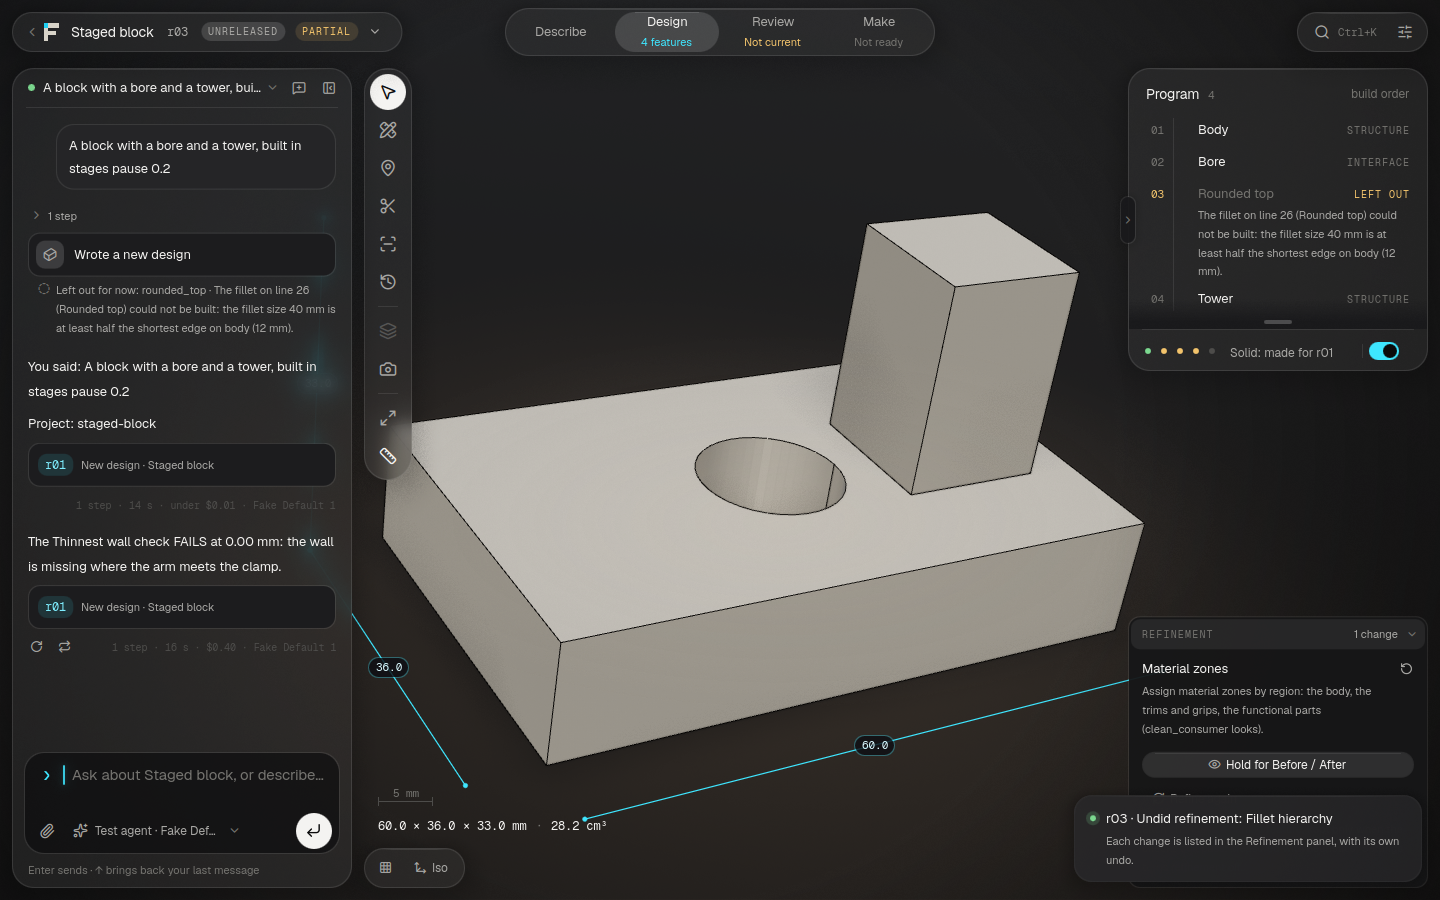 Staged block r03 UNRELEASED PARTIAL
Describe
Design
4 features
Review
Not current
Make
Not ready
Ctrl+K
A block with a bore and a tower, bui...
A block with a bore and a tower, built in
stages pause 0.2
1 step
Wrote a new design
Left out for now: rounded_top · The fillet on line 26
(Rounded top) could not be built: the fillet size 40 mm is
at least half the shortest edge on body (12 mm).
You said: A block with a bore and a tower, built in
stages pause 0.2
Project: staged-block
r01 New design · Staged block
1 step · 14 s · under $0.01 · Fake Default 1
The Thinnest wall check FAILS at 0.00 mm: the wall
is missing where the arm meets the clamp.
r01 New design · Staged block
1 step · 16 s · $0.40 · Fake Default 1
Ask about Staged block, or describe...
Test agent · Fake Def...
Enter sends · ↑ brings back your last message
36.0
60.0
5 mm
60.0 × 36.0 × 33.0 mm · 28.2 cm³
Iso
Program 4 build order
01 Body STRUCTURE
02 Bore INTERFACE
03 Rounded top LEFT OUT
The fillet on line 26 (Rounded top) could
not be built: the fillet size 40 mm is at
least half the shortest edge on body (12
mm).
04 Tower STRUCTURE
Solid: made for r01
REFINEMENT 1 change
Material zones
Assign material zones by region: the body, the
trims and grips, the functional parts
(clean_consumer looks).
Hold for Before / After
r03 · Undid refinement: Fillet hierarchy
Each change is listed in the Refinement panel, with its own
undo.